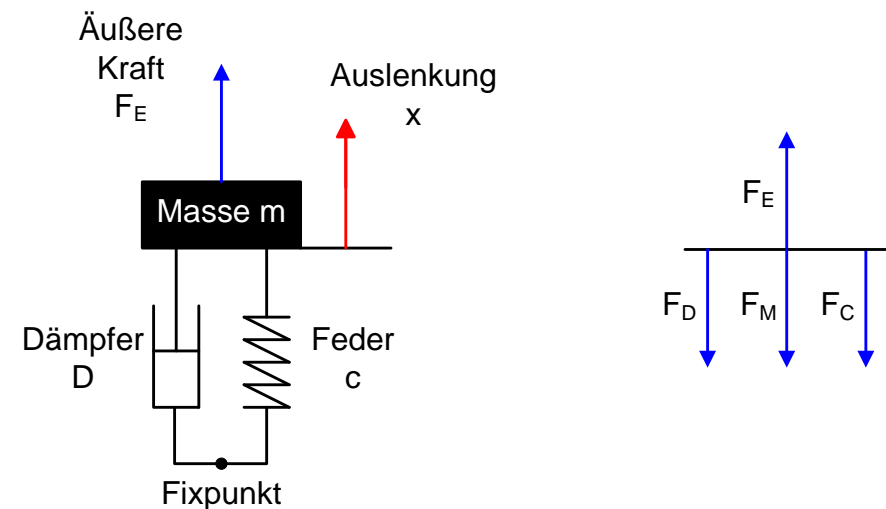 Äußere
Kraft
F_E
Auslenkung
x
Masse m
Dämpfer
D
Feder
c
Fixpunkt
F_E
F_D
F_M
F_C